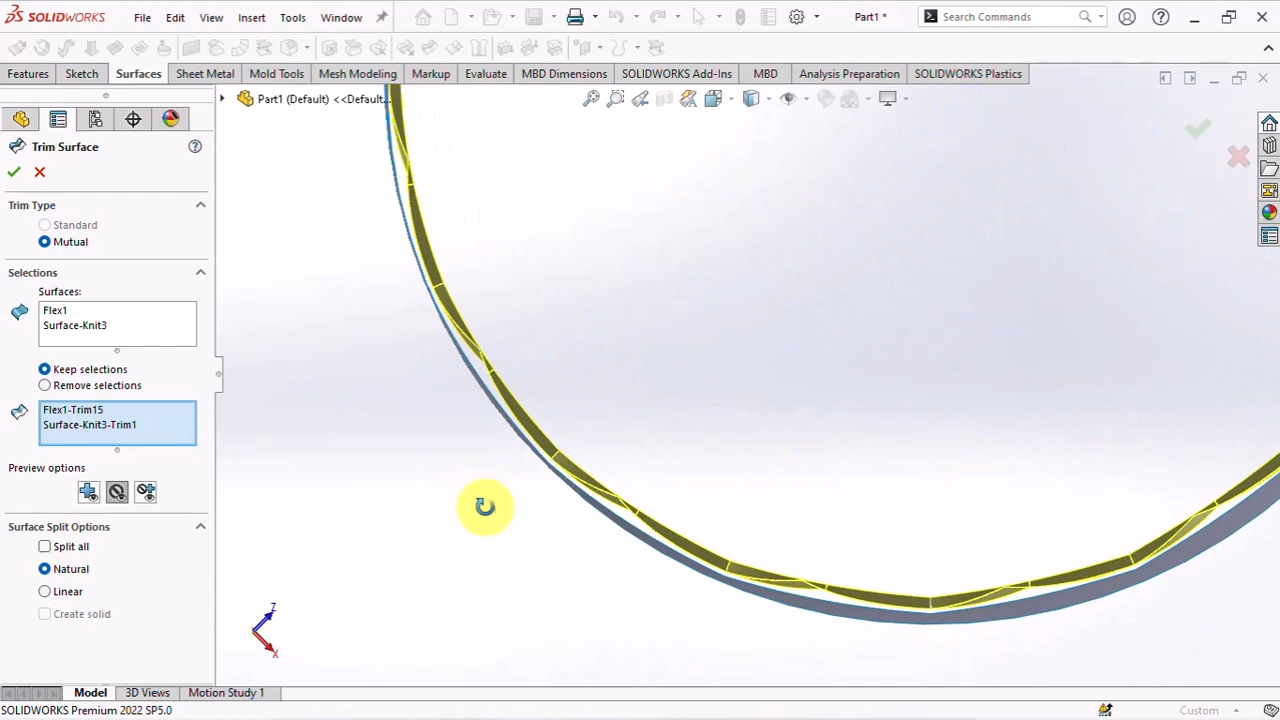 SOLIDWORKS File Edit View Insert Tools Window Part1 * Search Commands
Features Sketch Surfaces Sheet Metal Mold Tools Mesh Modeling Markup Evaluate MBD Dimensions SOLIDWORKS Add-Ins MBD Analysis Preparation SOLIDWORKS Plastics
Part1 (Default) <<Default...
Trim Surface
Trim Type
Standard
Mutual
Selections
Surfaces:
Flex1
Surface-Knit3
Keep selections
Remove selections
Flex1-Trim15
Surface-Knit3-Trim1
Preview options
Surface Split Options
Split all
Natural
Linear
Create solid
Z
X
Model 3D Views Motion Study 1
SOLIDWORKS Premium 2022 SP5.0 Custom